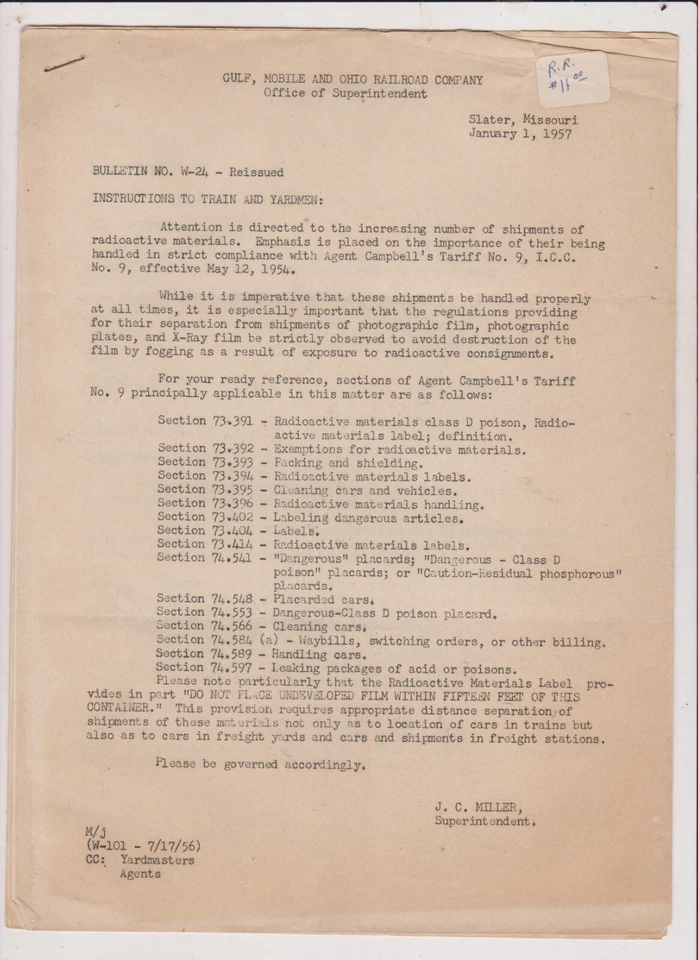 R.R.
$16.00
GULF, MOBILE AND OHIO RAILROAD COMPANY
Office of Superintendent
Slater, Missouri
January 1, 1957
BULLETIN NO. W-24 - Reissued
INSTRUCTIONS TO TRAIN AND YARDMEN:
Attention is directed to the increasing number of shipments of
radioactive materials. Emphasis is placed on the importance of their being
handled in strict compliance with Agent Campbell's Tariff No. 9, I.C.C.
No. 9, effective May 12, 1954.
While it is imperative that these shipments be handled properly
at all times, it is especially important that the regulations providing
for their separation from shipments of photographic film, photographic
plates, and X-Ray film be strictly observed to avoid destruction of the
film by fogging as a result of exposure to radioactive consignments.
For your ready reference, sections of Agent Campbell's Tariff
No. 9 principally applicable in this matter are as follows:
Section 73.391 - Radioactive materials class D poison, Radio-
active materials label; definition.
Section 73.392 - Exemptions for radioactive materials.
Section 73.393 - Packing and shielding.
Section 73.394 - Radioactive materials labels.
Section 73.395 - Cleaning cars and vehicles.
Section 73.396 - Radioactive materials handling.
Section 73.402 - Labeling dangerous articles.
Section 73.404 - Labels.
Section 73.414 - Radioactive materials labels.
Section 74.541 - "Dangerous" placards; "Dangerous - Class D
poison" placards; or "Caution-Residual phosphorous"
placards.
Section 74.548 - Placarded cars.
Section 74.553 - Dangerous-Class D poison placard.
Section 74.566 - Cleaning cars.
Section 74.584 (a) - Waybills, switching orders, or other billing.
Section 74.589 - Handling cars.
Section 74.597 - Leaking packages of acid or poisons.
Please note particularly that the Radioactive Materials Label pro-
vides in part "DO NOT PLACE UNDEVELOPED FILM WITHIN FIFTEEN FEET OF THIS
CONTAINER." This provision requires appropriate distance separation of
shipments of these materials not only as to location of cars in trains but
also as to cars in freight yards and cars and shipments in freight stations.
Please be governed accordingly.
J. C. MILLER,
Superintendent.
M/j
(W-101 - 7/17/56)
CC: Yardmasters
Agents